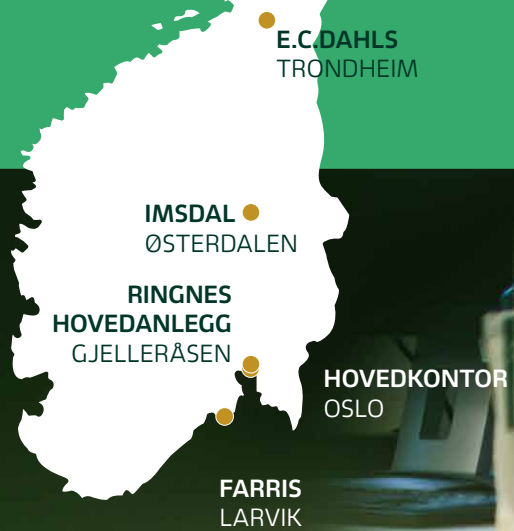 E.C.DAHLS
TRONDHEIM
IMSDAL
ØSTERDALEN
RINGNES
HOVEDANLEGG
GJELLERÅSEN
HOVEDKONTOR
OSLO
FARRIS
LARVIK